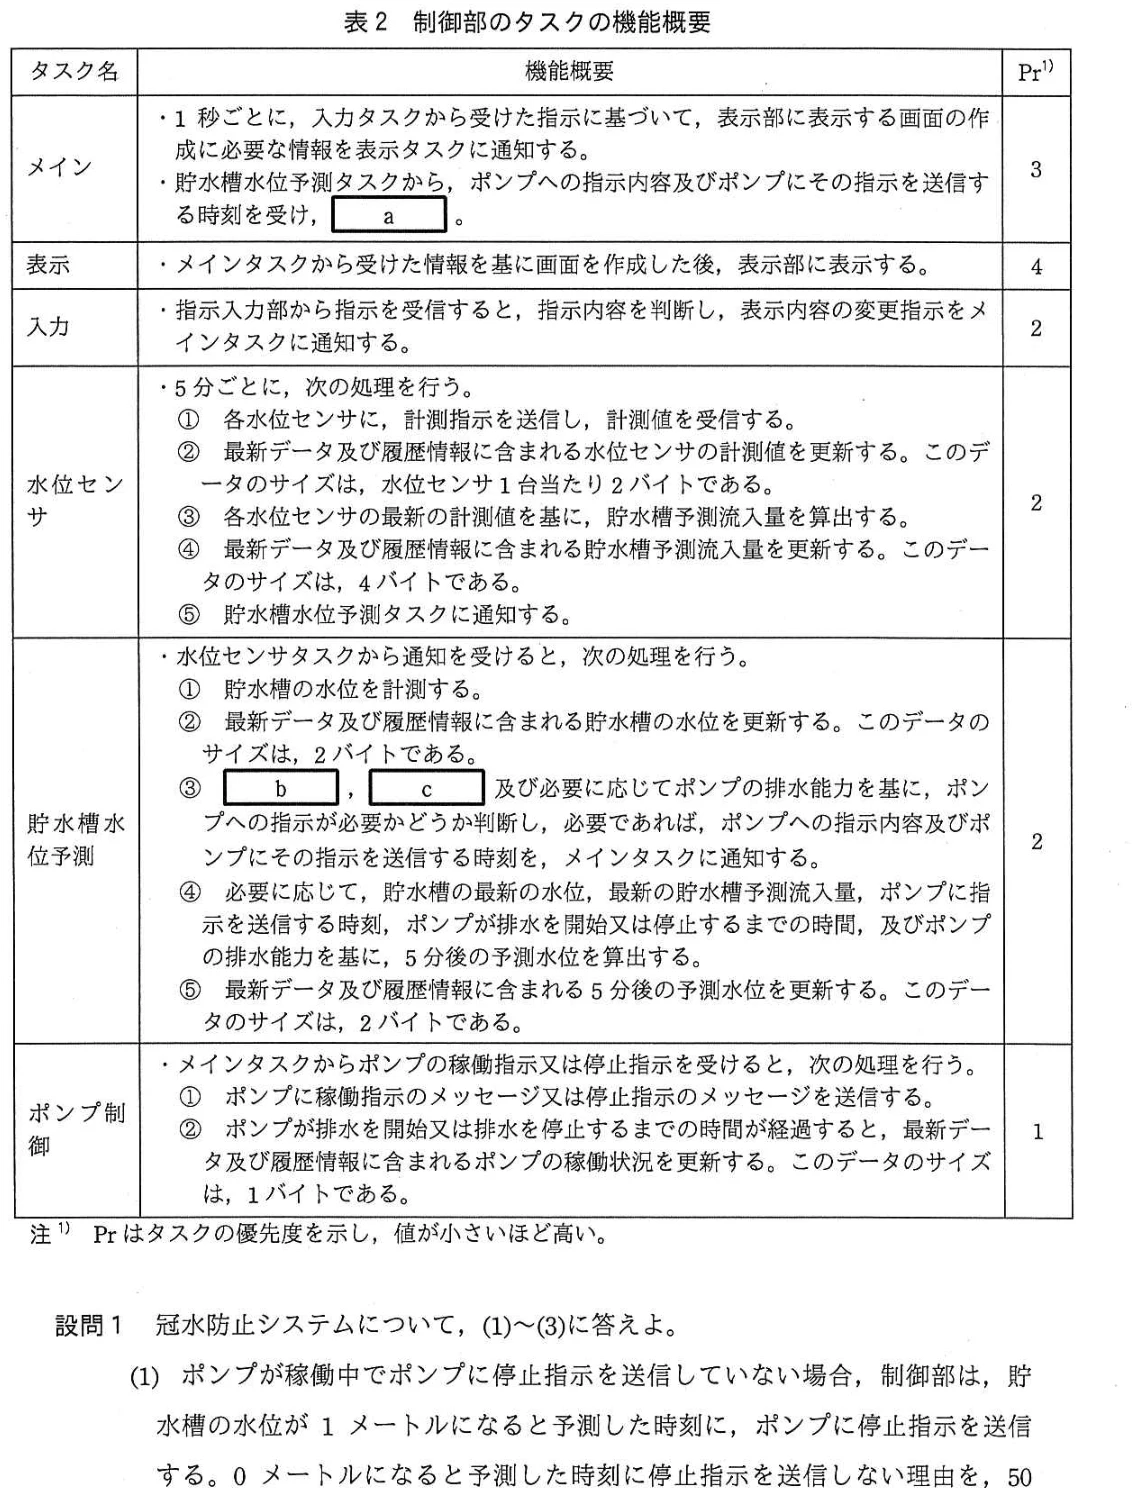 表2 制御部のタスクの機能概要
タスク名 機能概要 Pr1)
メイン
・1 秒ごとに，入力タスクから受けた指示に基づいて，表示部に表示する画面の作
成に必要な情報を表示タスクに通知する。
・貯水槽水位予測タスクから，ポンプへの指示内容及びポンプにその指示を送信す
る時刻を受け， a 。
3
表示
・メインタスクから受けた情報を基に画面を作成した後，表示部に表示する。
4
入力
・指示入力部から指示を受信すると，指示内容を判断し，表示内容の変更指示をメ
インタスクに通知する。
2
水位セン
サ
・5 分ごとに，次の処理を行う。
① 各水位センサに，計測指示を送信し，計測値を受信する。
② 最新データ及び履歴情報に含まれる水位センサの計測値を更新する。このデ
ータのサイズは，水位センサ 1 台当たり 2 バイトである。
③ 各水位センサの最新の計測値を基に，貯水槽予測流入量を算出する。
④ 最新データ及び履歴情報に含まれる貯水槽予測流入量を更新する。このデー
タのサイズは，4 バイトである。
⑤ 貯水槽水位予測タスクに通知する。
2
貯水槽水
位予測
・水位センサタスクから通知を受けると，次の処理を行う。
① 貯水槽の水位を計測する。
② 最新データ及び履歴情報に含まれる貯水槽の水位を更新する。このデータの
サイズは，2 バイトである。
③ b ， c 及び必要に応じてポンプの排水能力を基に，ポン
プへの指示が必要かどうか判断し，必要であれば，ポンプへの指示内容及びポ
ンプにその指示を送信する時刻を，メインタスクに通知する。
④ 必要に応じて，貯水槽の最新の水位，最新の貯水槽予測流入量，ポンプに指
示を送信する時刻，ポンプが排水を開始又は停止するまでの時間，及びポンプ
の排水能力を基に，5 分後の予測水位を算出する。
⑤ 最新データ及び履歴情報に含まれる 5 分後の予測水位を更新する。このデー
タのサイズは，2 バイトである。
2
ポンプ制
御
・メインタスクからポンプの稼働指示又は停止指示を受けると，次の処理を行う。
① ポンプに稼働指示のメッセージ又は停止指示のメッセージを送信する。
② ポンプが排水を開始又は排水を停止するまでの時間が経過すると，最新デー
タ及び履歴情報に含まれるポンプの稼働状況を更新する。このデータのサイズ
は，1 バイトである。
1
注1) Pr はタスクの優先度を示し，値が小さいほど高い。
設問1 冠水防止システムについて，(1)～(3)に答えよ。
(1) ポンプが稼働中でポンプに停止指示を送信していない場合，制御部は，貯
水槽の水位が 1 メートルになると予測した時刻に，ポンプに停止指示を送信
する。0 メートルになると予測した時刻に停止指示を送信しない理由を，50